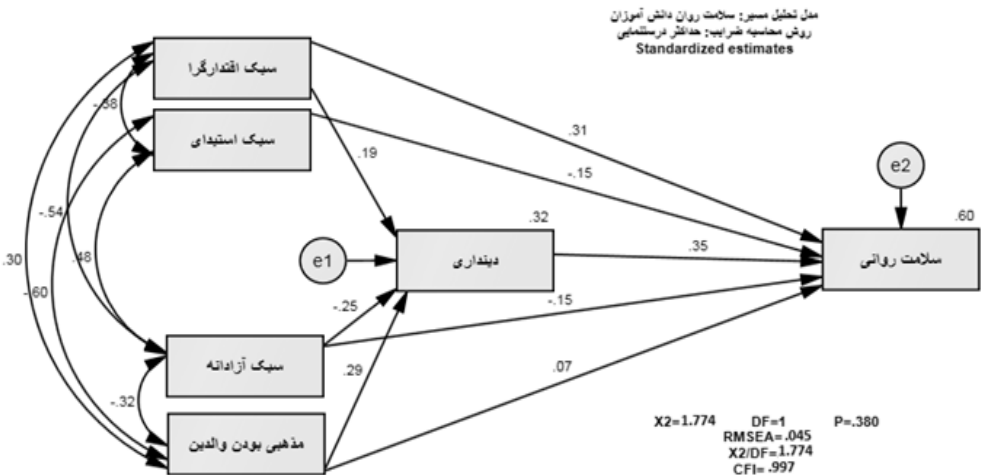 مدل تحلیل مسیر: سلامت روان دانش آموزان
روش محاسبه ضرایب: حداکثر درستنمایی
Standardized estimates
سبک اقتدارگرا
-.38
سبک استبدای
.31
.19
-.15
e2
-.54
.32
.60
.48
.30
e1
دینداری
.35
سلامت روانی
-.60
-.25
-.15
سبک آزادانه
.29
.07
-.32
مذهبی بودن والدین
X2=1.774 DF=1 P=.380
RMSEA=.045
X2/DF=1.774
CFI=.997